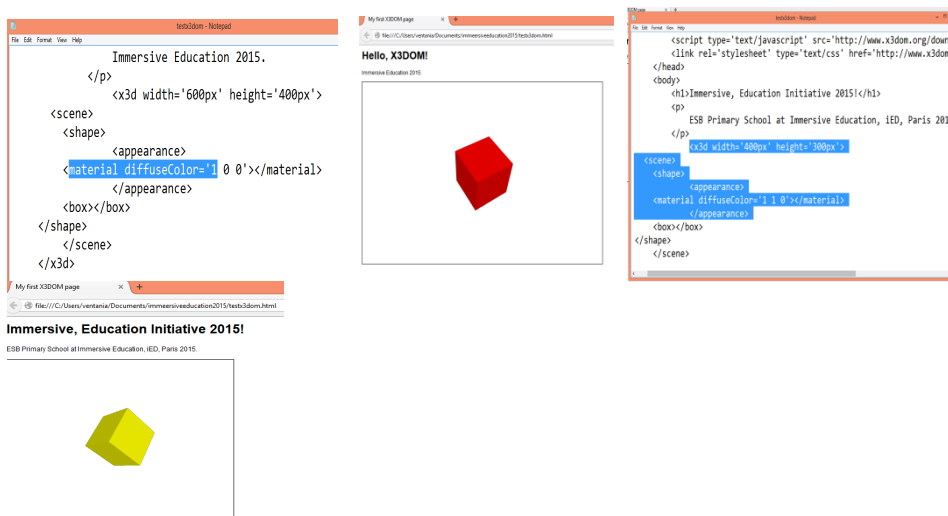 testx3dom - Notepad
File Edit Format View Help
Immersive Education 2015.
</p>
<x3d width='600px' height='400px'>
<scene>
<shape>
<appearance>
<material diffuseColor='1 0 0'></material>
</appearance>
<box></box>
</shape>
</scene>
</x3d>
My first X3DOM page × +
file:///C:/Users/ventania/Documents/immeersiveeducation2015/testx3dom.html
Hello, X3DOM!
Immersive Education 2015.
testx3dom - Notepad
File Edit Format View Help
<script type='text/javascript' src='http://www.x3dom.org/down
<link rel='stylesheet' type='text/css' href='http://www.x3dom
</head>
<body>
<h1>Immersive, Education Initiative 2015!</h1>
<p>
ESB Primary School at Immersive Education, iED, Paris 201
</p>
<x3d width='400px' height='300px'>
<scene>
<shape>
<appearance>
<material diffuseColor='1 1 0'></material>
</appearance>
<box></box>
</shape>
</scene>
My first X3DOM page × +
file:///C:/Users/ventania/Documents/immeersiveeducation2015/testx3dom.html
Immersive, Education Initiative 2015!
ESB Primary School at Immersive Education, iED, Paris 2015.